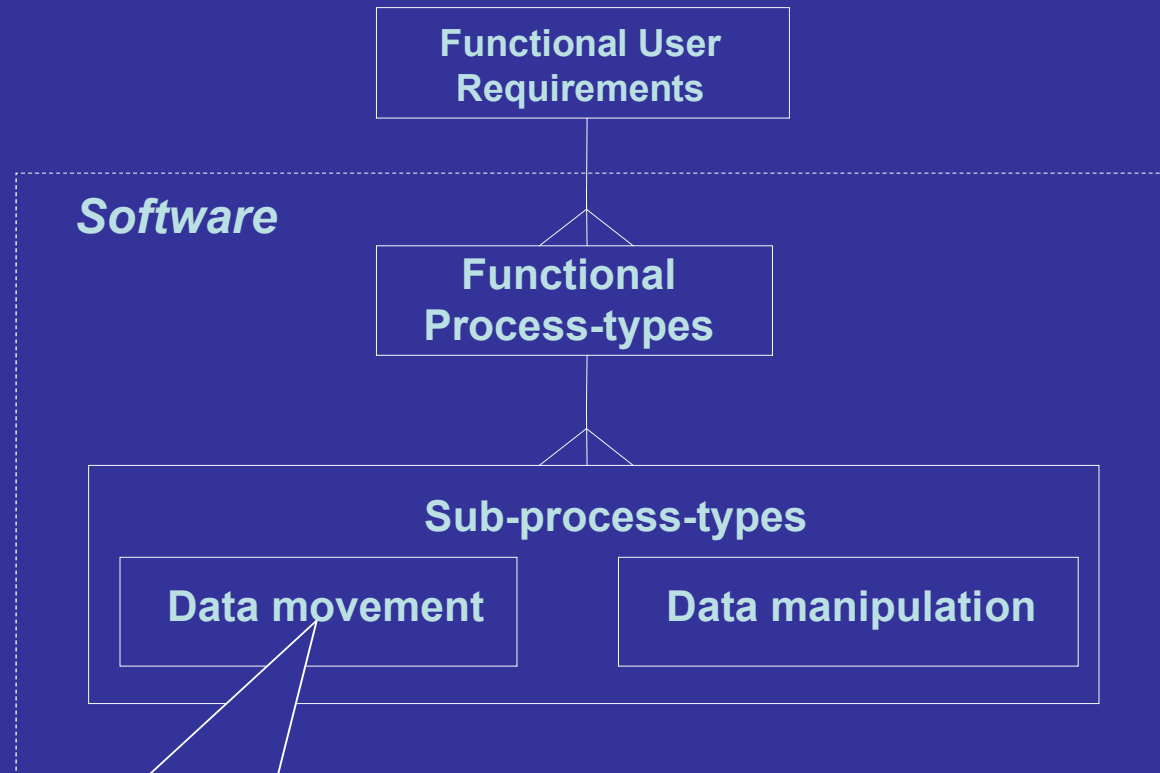 Functional User
Requirements
Software
Functional
Process-types
Sub-process-types
Data movement
Data manipulation